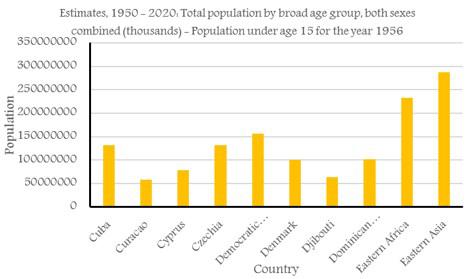 Estimates, 1950 - 2020: Total population by broad age group, both sexes
combined (thousands) - Population under age 15 for the year 1956
350000000
300000000
250000000
200000000
150000000
100000000
50000000
0
Population
Cuba
Curacao
Cyprus
Czechia
Democratic...
Denmark
Djibouti
Dominican...
Eastern Africa
Eastern Asia
Country